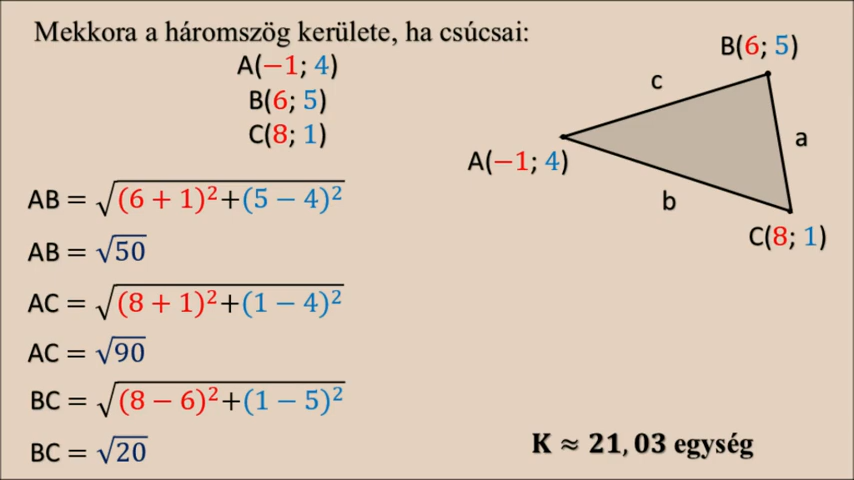 Mekkora a háromszög kerülete, ha csúcsai:
A(−1; 4)
B(6; 5)
C(8; 1)
AB = √(6 + 1)²+(5 − 4)²
AB = √50
AC = √(8 + 1)²+(1 − 4)²
AC = √90
BC = √(8 − 6)²+(1 − 5)²
BC = √20
B(6; 5)
c
a
A(−1; 4)
b
C(8; 1)
K ≈ 21,03 egység